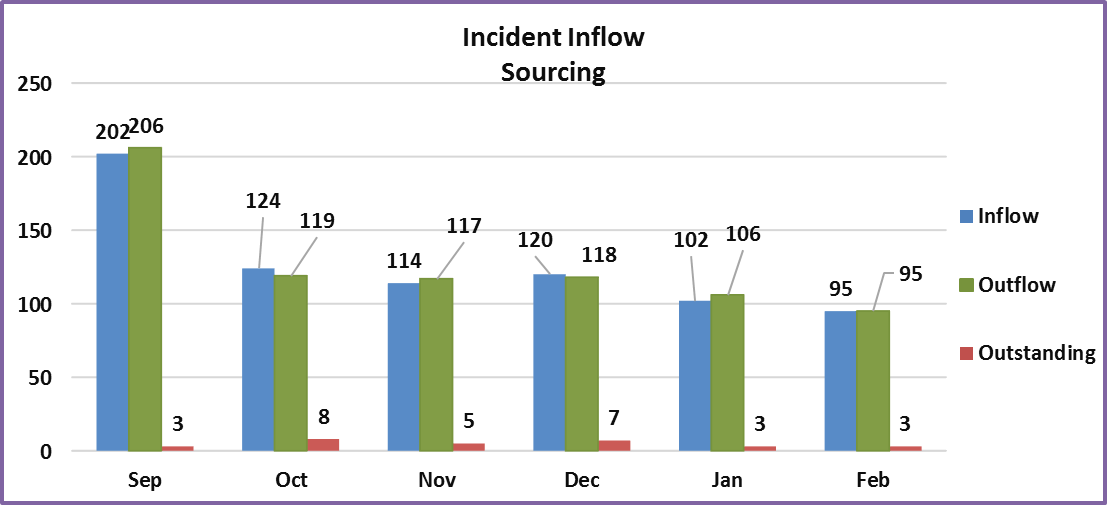 Incident Inflow
Sourcing
250
200
150
100
50
0
202 206 3
124 119 8
114 117 5
120 118 7
102 106 3
95 95 3
Sep Oct Nov Dec Jan Feb
Inflow
Outflow
Outstanding